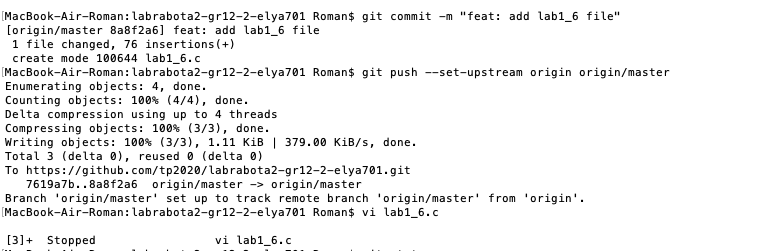 [MacBook-Air-Roman:labrabota2-gr12-2-elya701 Roman$ git commit -m "feat: add lab1_6 file"
[origin/master 8a8f2a6] feat: add lab1_6 file
1 file changed, 76 insertions(+)
create mode 100644 lab1_6.c
[MacBook-Air-Roman:labrabota2-gr12-2-elya701 Roman$ git push --set-upstream origin origin/master
Enumerating objects: 4, done.
Counting objects: 100% (4/4), done.
Delta compression using up to 4 threads
Compressing objects: 100% (3/3), done.
Writing objects: 100% (3/3), 1.11 KiB | 379.00 KiB/s, done.
Total 3 (delta 0), reused 0 (delta 0)
To https://github.com/tp2020/labrabota2-gr12-2-elya701.git
7619a7b..8a8f2a6  origin/master -> origin/master
Branch 'origin/master' set up to track remote branch 'origin/master' from 'origin'.
[MacBook-Air-Roman:labrabota2-gr12-2-elya701 Roman$ vi lab1_6.c
[3]+  Stopped                 vi lab1_6.c